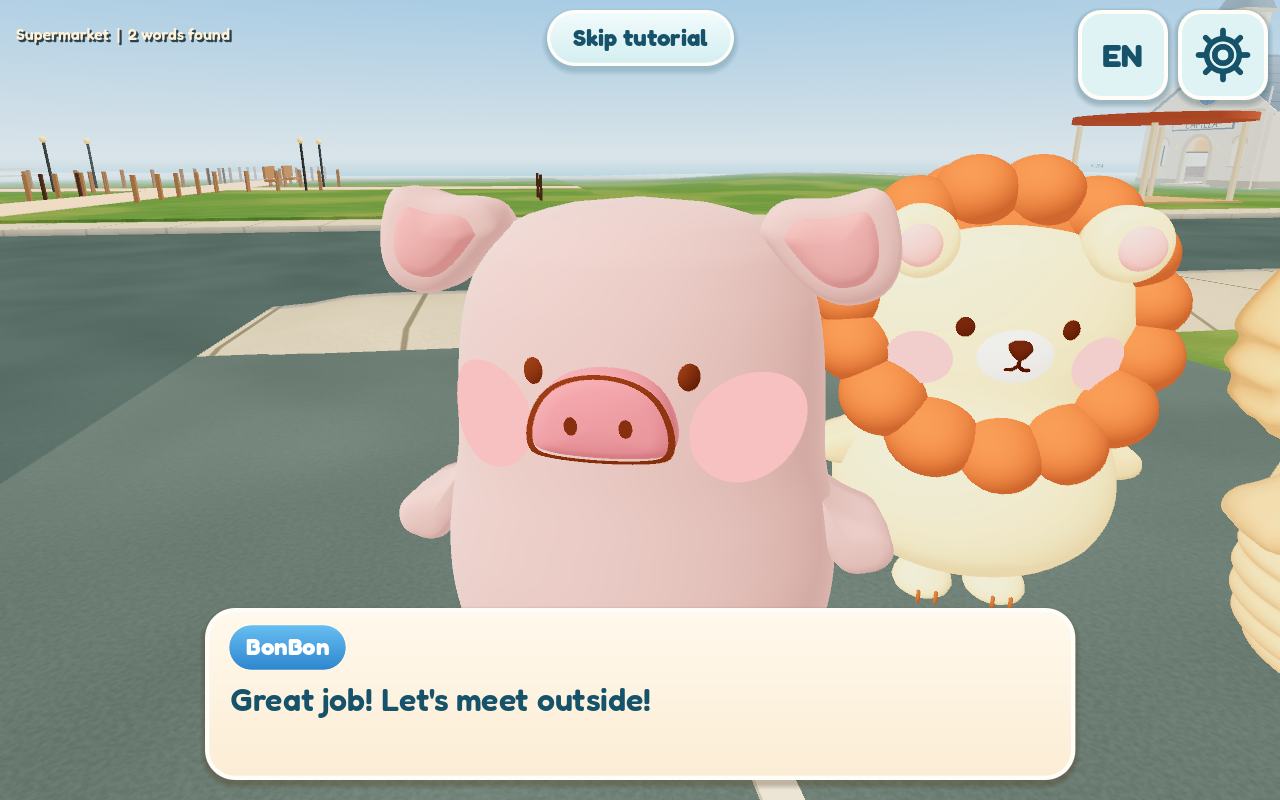 Supermarket | 2 words found
Skip tutorial
EN
BonBon
Great job! Let's meet outside!